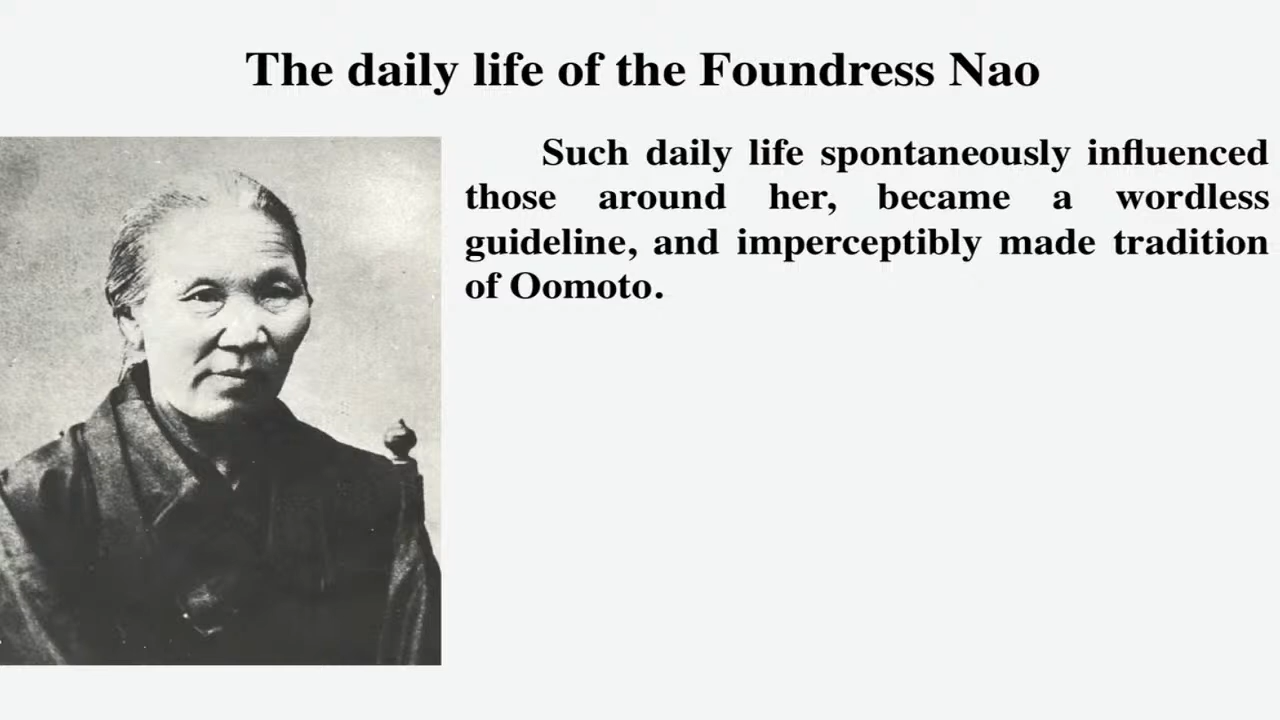 The daily life of the Foundress Nao
Such daily life spontaneously influenced
those around her, became a wordless
guideline, and imperceptibly made tradition
of Oomoto.